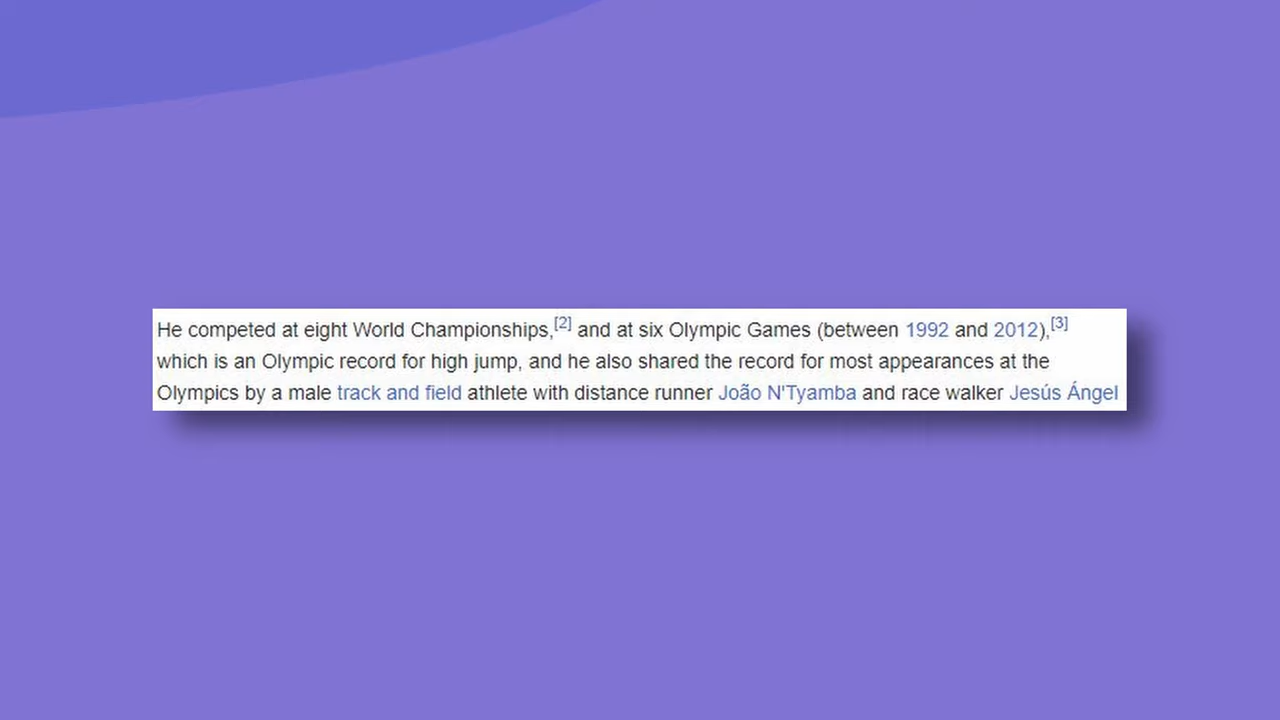 He competed at eight World Championships,[2] and at six Olympic Games (between 1992 and 2012),[3]
which is an Olympic record for high jump, and he also shared the record for most appearances at the
Olympics by a male track and field athlete with distance runner João N'Tyamba and race walker Jesús Ángel